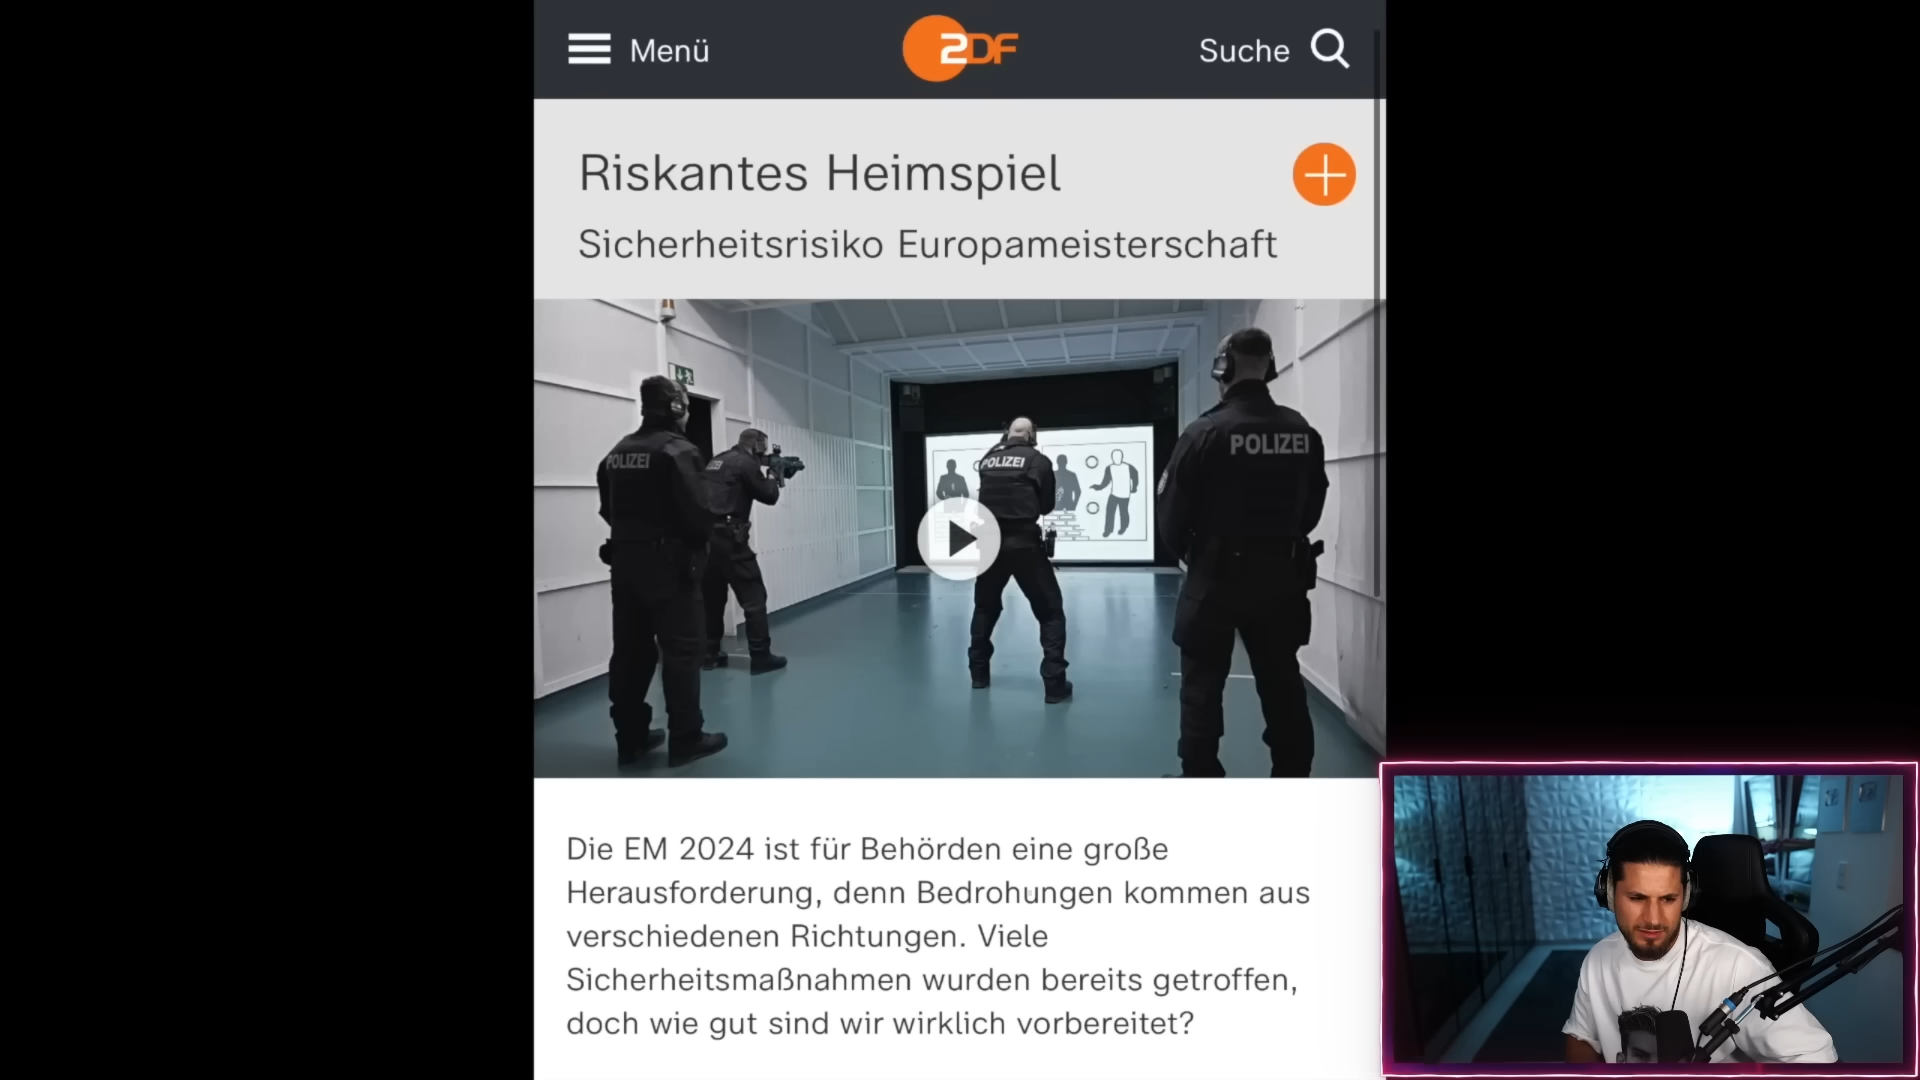 Menü
ZDF
Suche
Riskantes Heimspiel
Sicherheitsrisiko Europameisterschaft
POLIZEI
POLIZEI
POLIZEI
Die EM 2024 ist für Behörden eine große
Herausforderung, denn Bedrohungen kommen aus
verschiedenen Richtungen. Viele
Sicherheitsmaßnahmen wurden bereits getroffen,
doch wie gut sind wir wirklich vorbereitet?